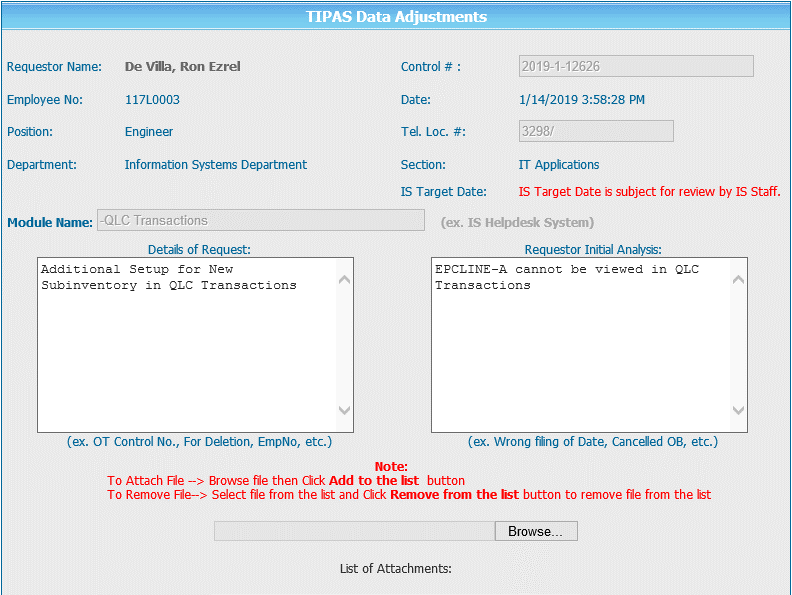 TIPAS Data Adjustments
Requestor Name: De Villa, Ron Ezrel Control # : 2019-1-12626
Employee No: 117L0003 Date: 1/14/2019 3:58:28 PM
Position: Engineer Tel. Loc. #: 3298/
Department: Information Systems Department Section: IT Applications
IS Target Date: IS Target Date is subject for review by IS Staff.
Module Name: -QLC Transactions (ex. IS Helpdesk System)
Details of Request:
Additional Setup for New
Subinventory in QLC Transactions
(ex. OT Control No., For Deletion, EmpNo, etc.)
Requestor Initial Analysis:
EPCLINE-A cannot be viewed in QLC
Transactions
(ex. Wrong filing of Date, Cancelled OB, etc.)
Note:
To Attach File --> Browse file then Click Add to the list button
To Remove File--> Select file from the list and Click Remove from the list button to remove file from the list
Browse...
List of Attachments: